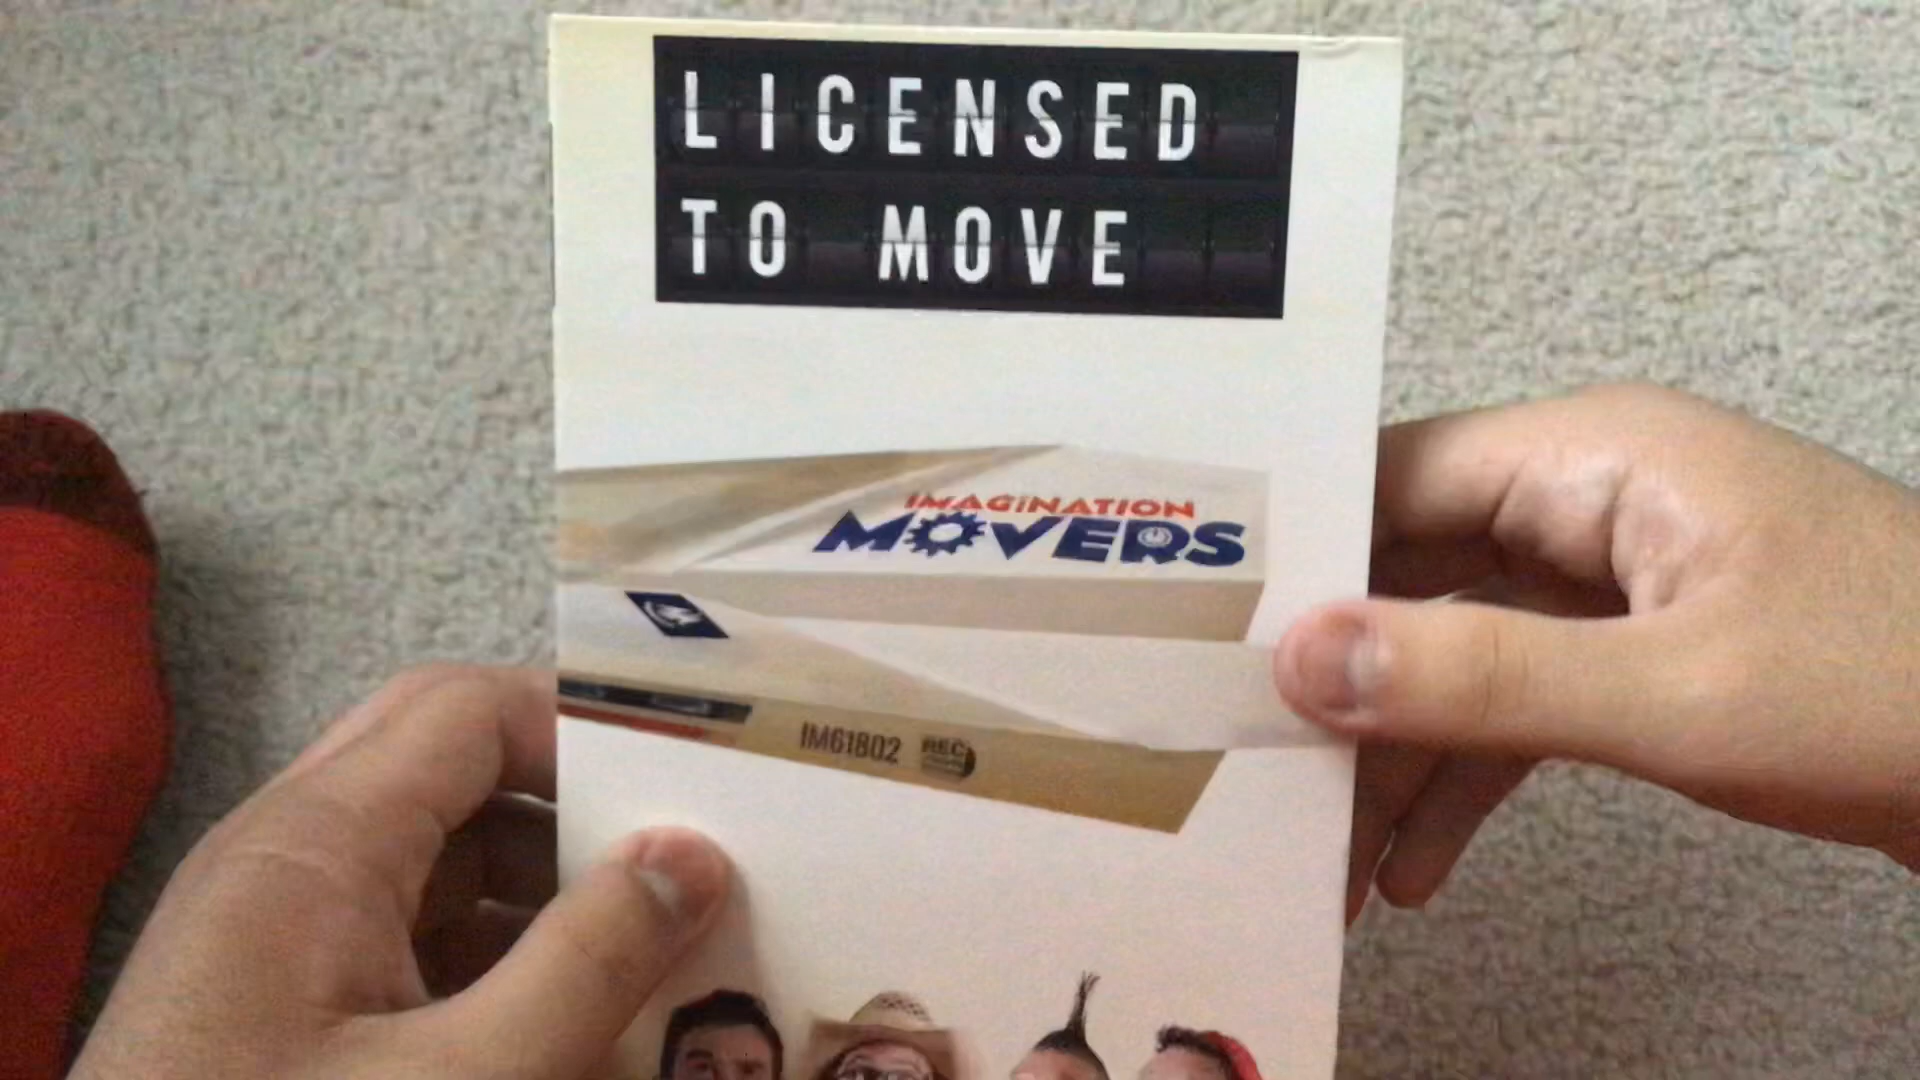 LICENSED
TO MOVE
IMAGINATION
MOVERS
IM61802
REC